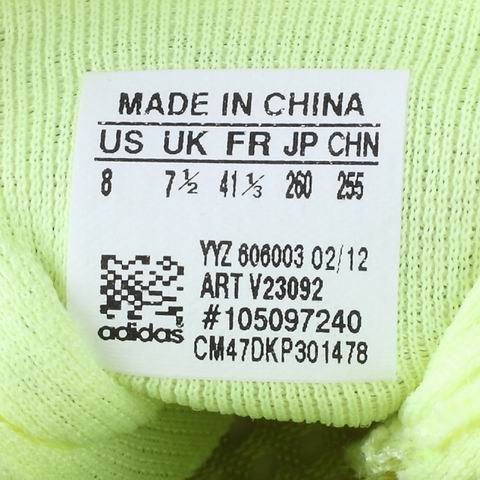 MADE IN CHINA
US UK FR JP CHN
8 7½ 41⅓ 260 255
YYZ 606003 02/12
ART V23092
#105097240
CM47DKP301478
adidas